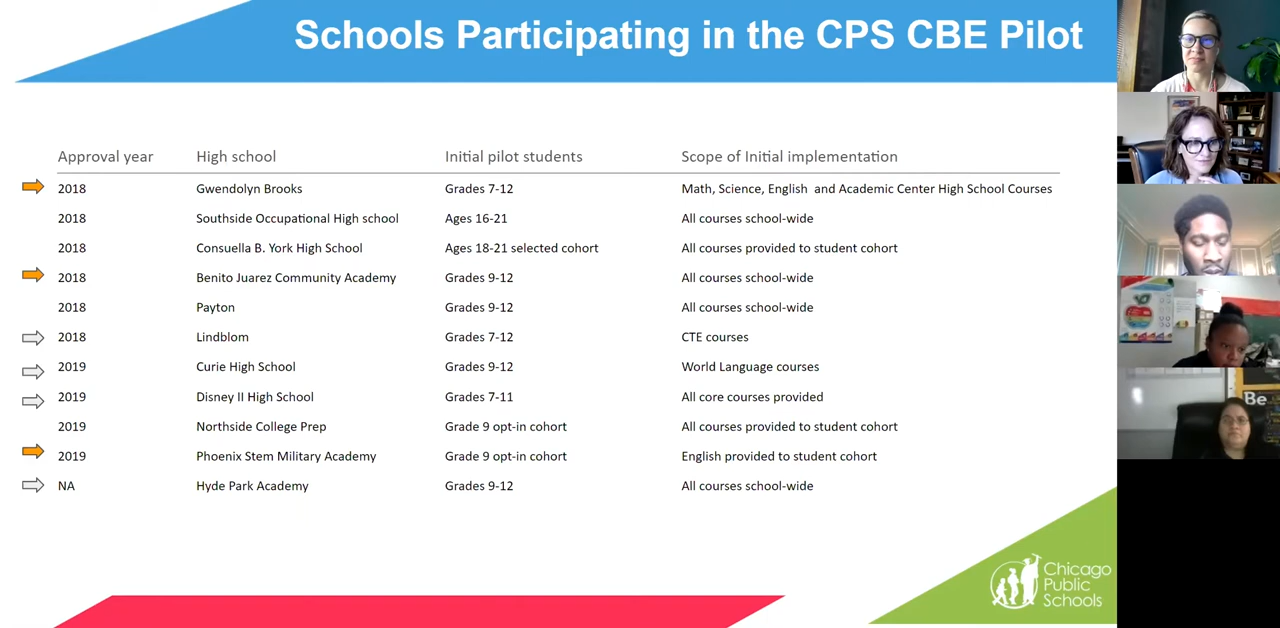 Schools Participating in the CPS CBE Pilot
Approval year High school Initial pilot students Scope of Initial implementation
2018 Gwendolyn Brooks Grades 7-12 Math, Science, English and Academic Center High School Courses
2018 Southside Occupational High school Ages 16-21 All courses school-wide
2018 Consuella B. York High School Ages 18-21 selected cohort All courses provided to student cohort
2018 Benito Juarez Community Academy Grades 9-12 All courses school-wide
2018 Payton Grades 9-12 All courses school-wide
2018 Lindblom Grades 7-12 CTE courses
2019 Curie High School Grades 9-12 World Language courses
2019 Disney II High School Grades 7-11 All core courses provided
2019 Northside College Prep Grade 9 opt-in cohort All courses provided to student cohort
2019 Phoenix Stem Military Academy Grade 9 opt-in cohort English provided to student cohort
NA Hyde Park Academy Grades 9-12 All courses school-wide
Chicago
Public
Schools
Be